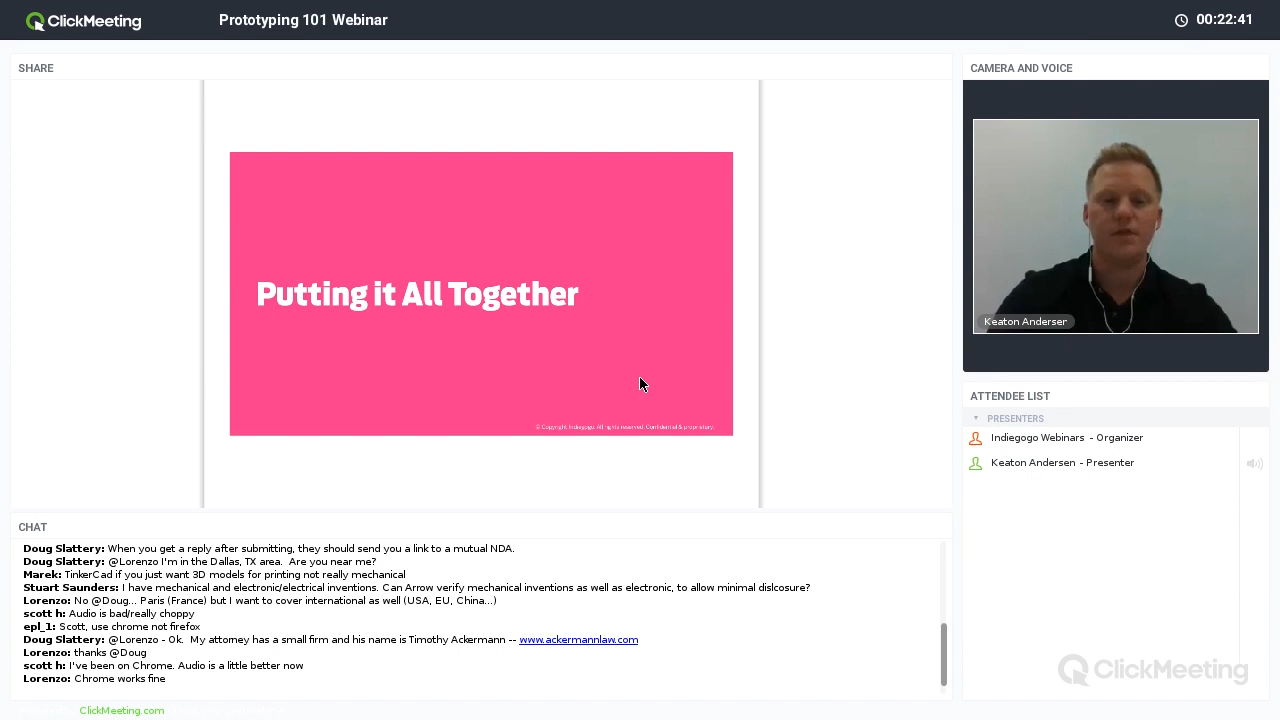 ClickMeeting
Prototyping 101 Webinar
00:22:41
SHARE
Putting it All Together
© Copyright Indiegogo. All rights reserved. Confidential & proprietary.
CAMERA AND VOICE
Keaton Andersen
ATTENDEE LIST
PRESENTERS
Indiegogo Webinars - Organizer
Keaton Andersen - Presenter
CHAT
Doug Slattery: When you get a reply after submitting, they should send you a link to a mutual NDA.
Doug Slattery: @Lorenzo I'm in the Dallas, TX area. Are you near me?
Marek: TinkerCad if you just want 3D models for printing not really mechanical
Stuart Saunders: I have mechanical and electronic/electrical inventions. Can Arrow verify mechanical inventions as well as electronic, to allow minimal dislcosure?
Lorenzo: No @Doug... Paris (France) but I want to cover international as well (USA, EU, China...)
scott h: Audio is bad/really choppy
epl_1: Scott, use chrome not firefox
Doug Slattery: @Lorenzo - Ok. My attorney has a small firm and his name is Timothy Ackermann -- www.ackermannlaw.com
Lorenzo: thanks @Doug
scott h: I've been on Chrome. Audio is a little better now
Lorenzo: Chrome works fine
ClickMeeting
ClickMeeting.com